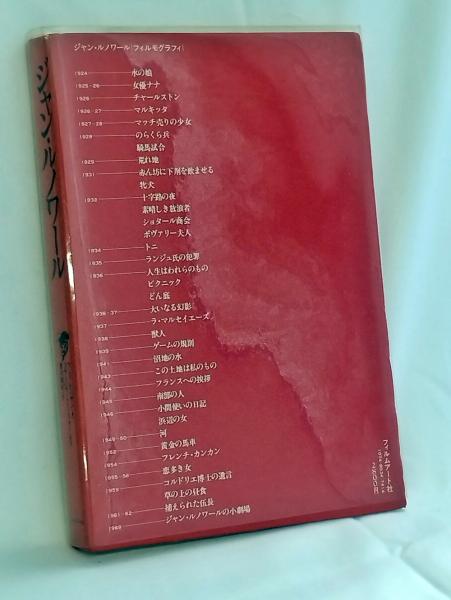 ジャン・ルノワール〔フィルモグラフィ〕
1924 水の娘
1925-26 女優ナナ
1926 チャールストン
1926-27 マルキッタ
1927-28 マッチ売りの少女
1928 のらくら兵
騎馬試合
1929 荒れ地
1931 赤ん坊に下剤を飲ませる
牝犬
1932 十字路の夜
素晴しき放浪者
ショタール商会
ボヴァリー夫人
1934 トニ
1935 ランジュ氏の犯罪
1936 人生はわれらのもの
ピクニック
どん底
1936-37 大いなる幻影
1937 ラ・マルセイエーズ
1938 獣人
1939 ゲームの規則
1941 沼地の水
1943 この土地は私のもの
1944 フランスへの挨拶
1945 南部の人
1946 小間使いの日記
浜辺の女
1949-50 河
1952 黄金の馬車
フレンチ・カンカン
恋多き女
1959 コルドリエ博士の遺言
草の上の昼食
1961-62 捕えられた伍長
1969 ジャン・ルノワールの小劇場
フィルムアート社
2800円
ジャン・ルノワール